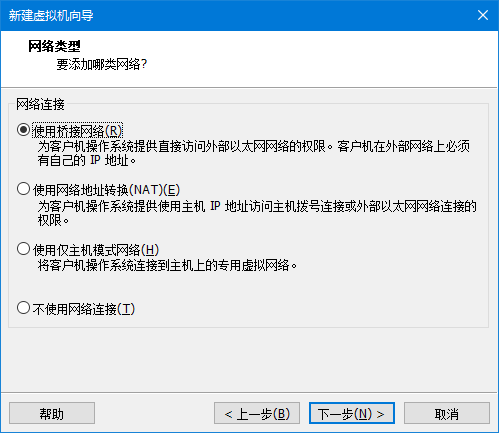 新建虚拟机向导
网络类型
要添加哪类网络?
网络连接
使用桥接网络(R)
为客户机操作系统提供直接访问外部以太网网络的权限。客户机在外部网络上必须
有自己的 IP 地址。
使用网络地址转换(NAT)(E)
为客户机操作系统提供使用主机 IP 地址访问主机拨号连接或外部以太网网络连接的
权限。
使用仅主机模式网络(H)
将客户机操作系统连接到主机上的专用虚拟网络。
不使用网络连接(T)
帮助
< 上一步(B)
下一步(N) >
取消